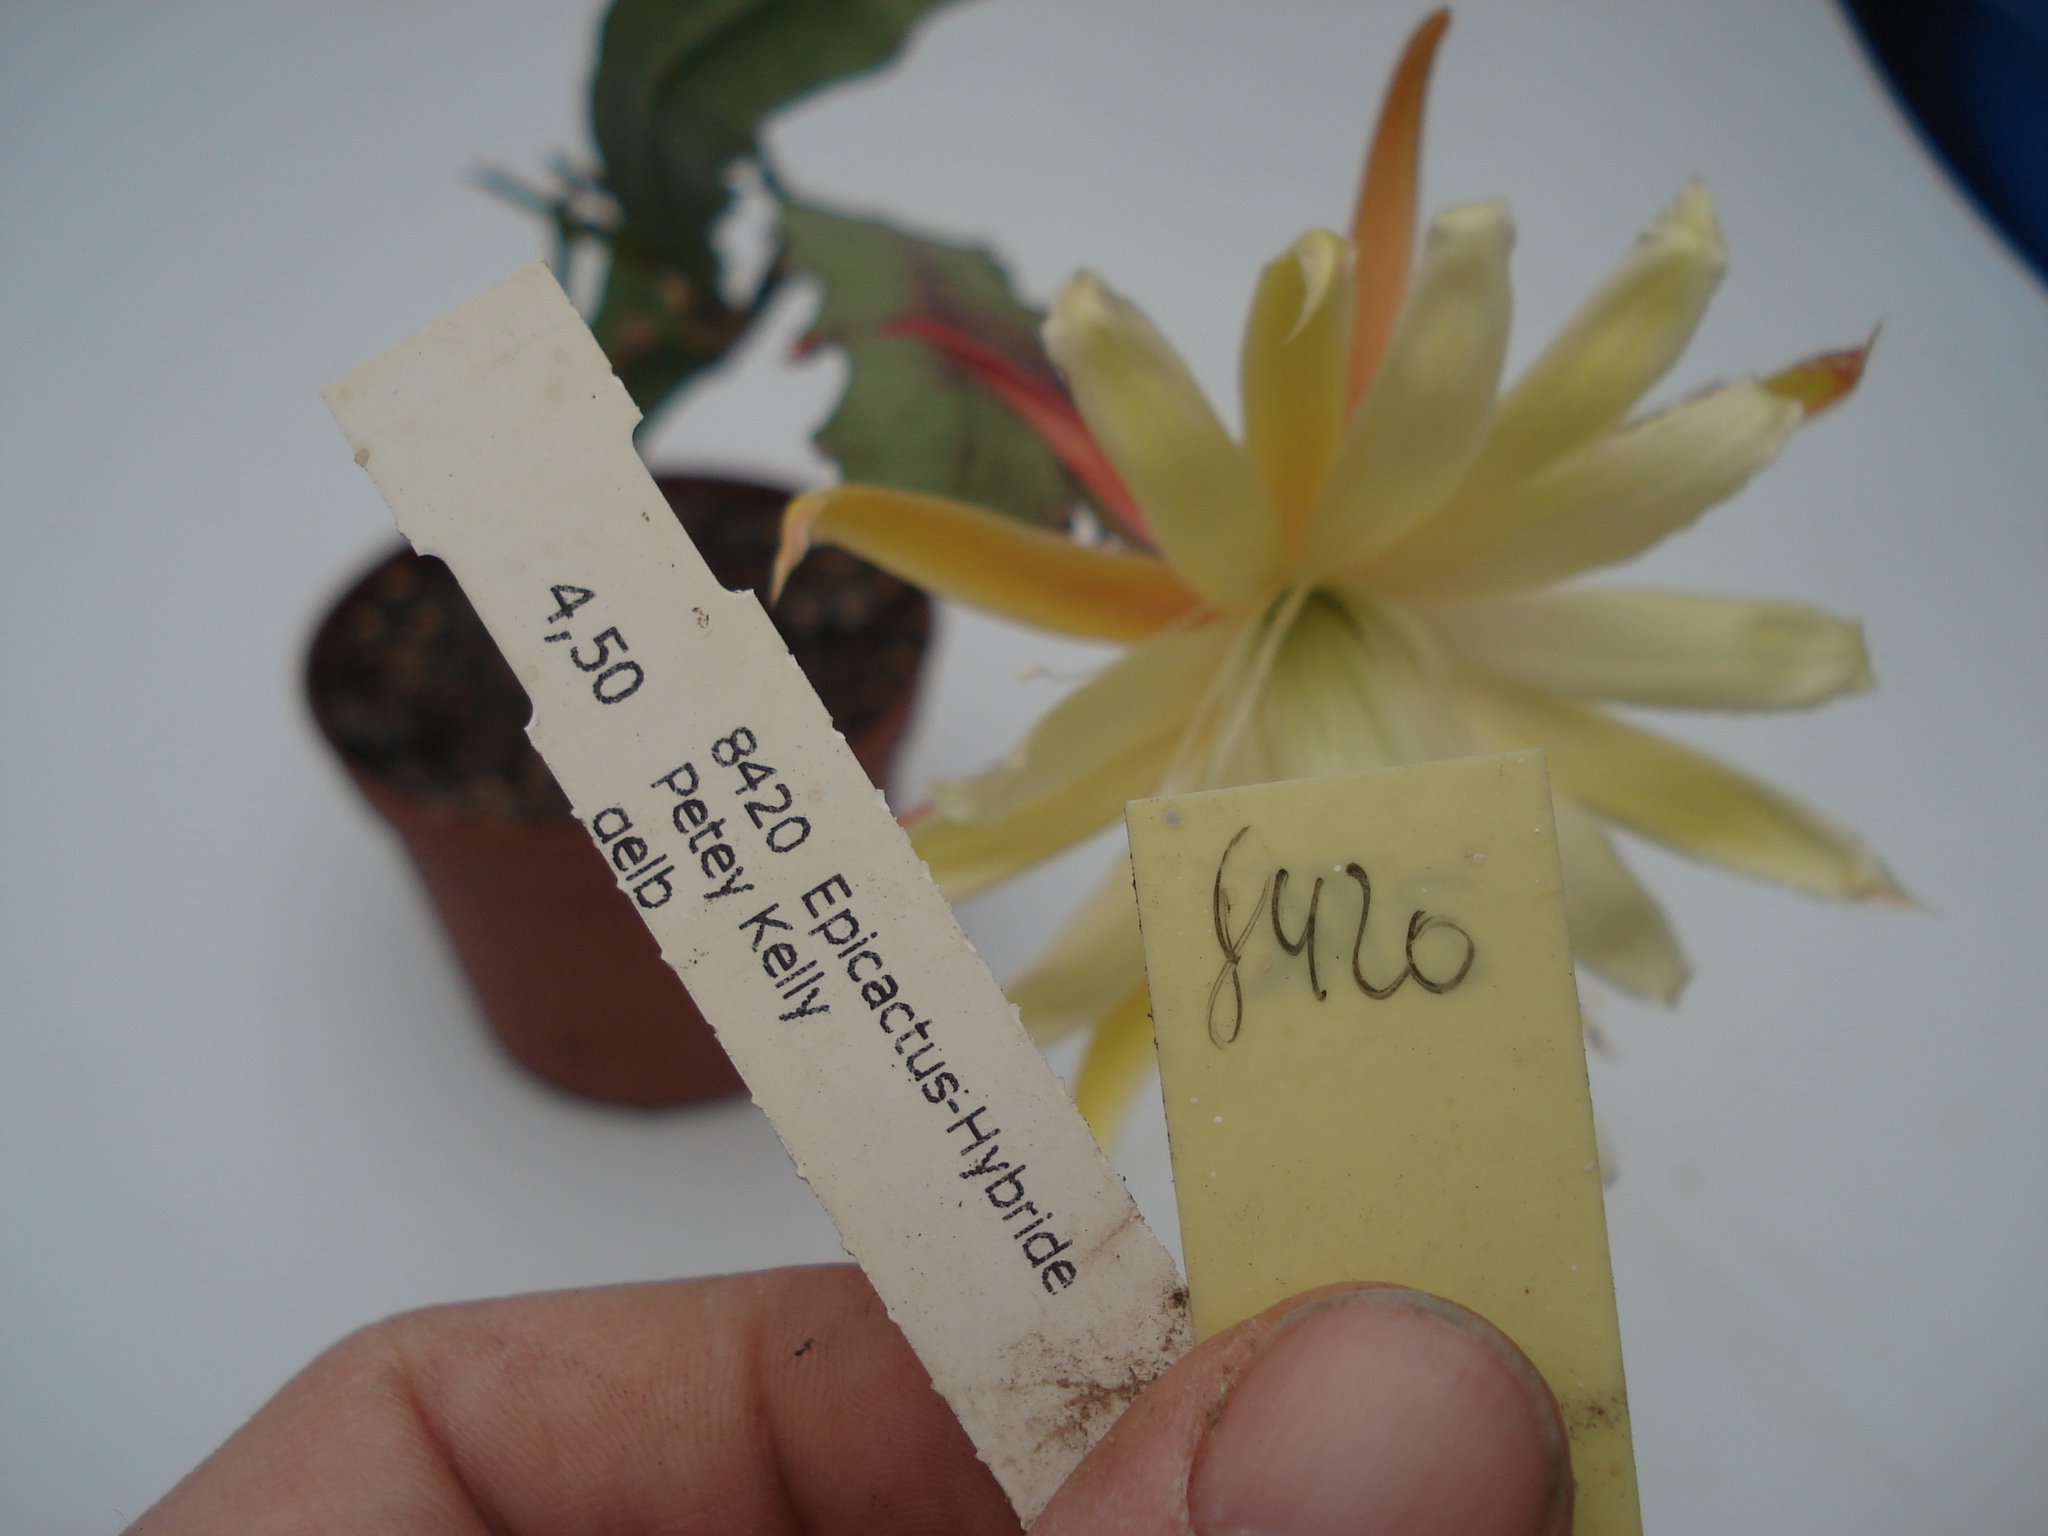 4,50
8420 Epicactus-Hybride
Petey Kelly
gelb
8420